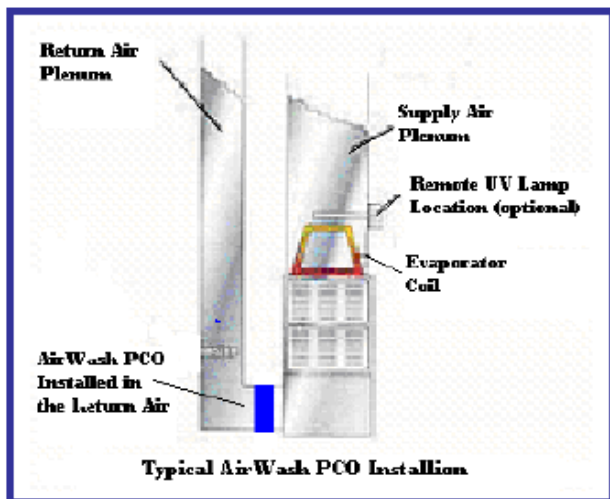 Return Air
Plenum
Supply Air
Plenum
Remote UV Lamp
Location (optional)
Evaporator
Coil
AirWash PCO
Installed in
the Leturn Air
Typical AirWash PCO Installion